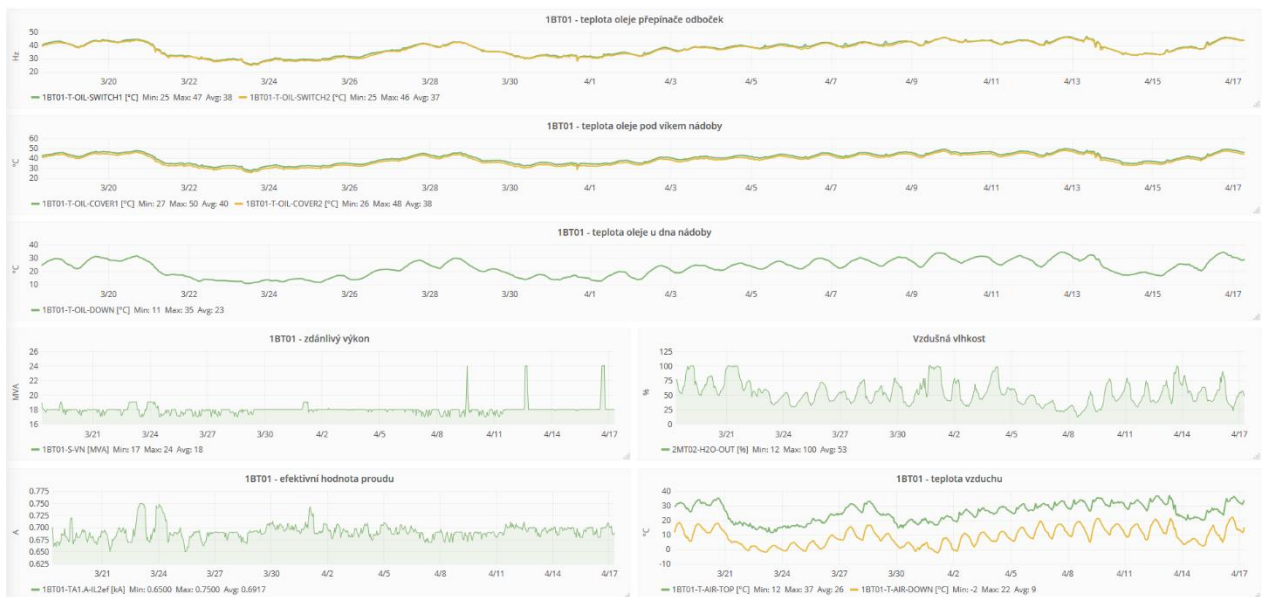 1BT01 - teplota oleje přepínače odboček
Hz
50
40
30
20
3/20 3/22 3/24 3/26 3/28 3/30 4/1 4/3 4/5 4/7 4/9 4/11 4/13 4/15 4/17
1BT01-T-OIL-SWITCH1 [°C] Min: 25 Max: 47 Avg: 38 1BT01-T-OIL-SWITCH2 [°C] Min: 25 Max: 46 Avg: 37
1BT01 - teplota oleje pod víkem nádoby
°C
60
50
40
30
20
3/20 3/22 3/24 3/26 3/28 3/30 4/1 4/3 4/5 4/7 4/9 4/11 4/13 4/15 4/17
1BT01-T-OIL-COVER1 [°C] Min: 27 Max: 50 Avg: 40 1BT01-T-OIL-COVER2 [°C] Min: 26 Max: 48 Avg: 38
1BT01 - teplota oleje u dna nádoby
°C
40
30
20
10
3/20 3/22 3/24 3/26 3/28 3/30 4/1 4/3 4/5 4/7 4/9 4/11 4/13 4/15 4/17
1BT01-T-OIL-DOWN [°C] Min: 11 Max: 35 Avg: 23
1BT01 - zdánlivý výkon
MVA
26
24
22
20
18
16
3/21 3/24 3/27 3/30 4/2 4/5 4/8 4/11 4/14 4/17
1BT01-S-VN [MVA] Min: 17 Max: 24 Avg: 18
Vzdušná vlhkost
%
125
100
75
50
25
0
3/21 3/24 3/27 3/30 4/2 4/5 4/8 4/11 4/14 4/17
2MT02-H2O-OUT [%] Min: 12 Max: 100 Avg: 53
1BT01 - efektivní hodnota proudu
A
0.775
0.750
0.725
0.700
0.675
0.650
0.625
3/21 3/24 3/27 3/30 4/2 4/5 4/8 4/11 4/14 4/17
1BT01-TA1.A-IL2ef [kA] Min: 0.6500 Max: 0.7500 Avg: 0.6917
1BT01 - teplota vzduchu
°C
40
30
20
10
0
-10
3/21 3/24 3/27 3/30 4/2 4/5 4/8 4/11 4/14 4/17
1BT01-T-AIR-TOP [°C] Min: 12 Max: 37 Avg: 26 1BT01-T-AIR-DOWN [°C] Min: -2 Max: 22 Avg: 9